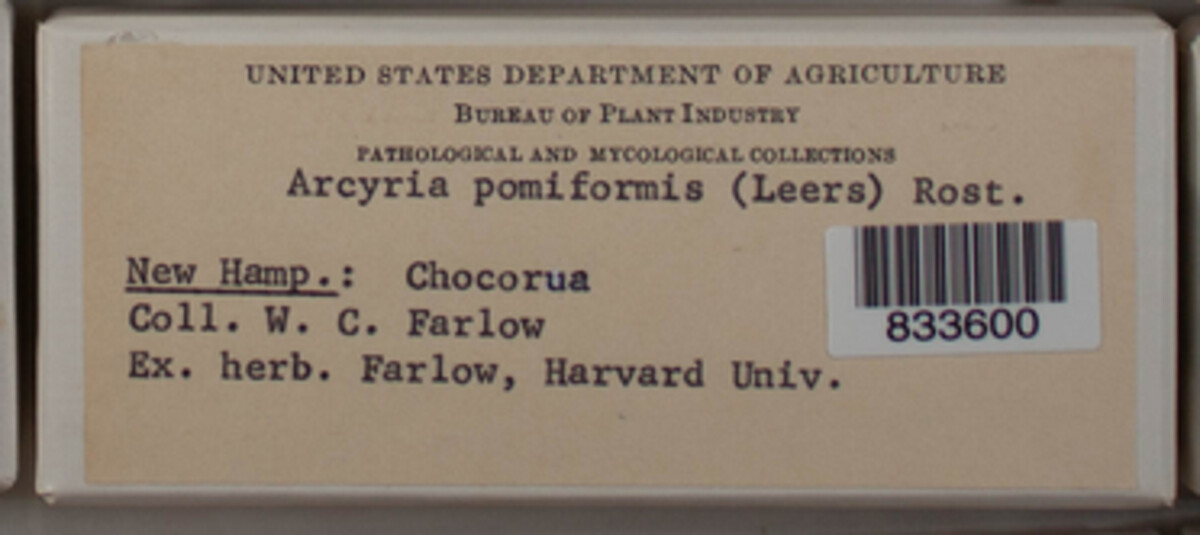 UNITED STATES DEPARTMENT OF AGRICULTURE
BUREAU OF PLANT INDUSTRY
PATHOLOGICAL AND MYCOLOGICAL COLLECTIONS
Arcyria pomiformis (Leers) Rost.
New Hamp.: Chocorua
Coll. W. C. Farlow
833600
Ex. herb. Farlow, Harvard Univ.